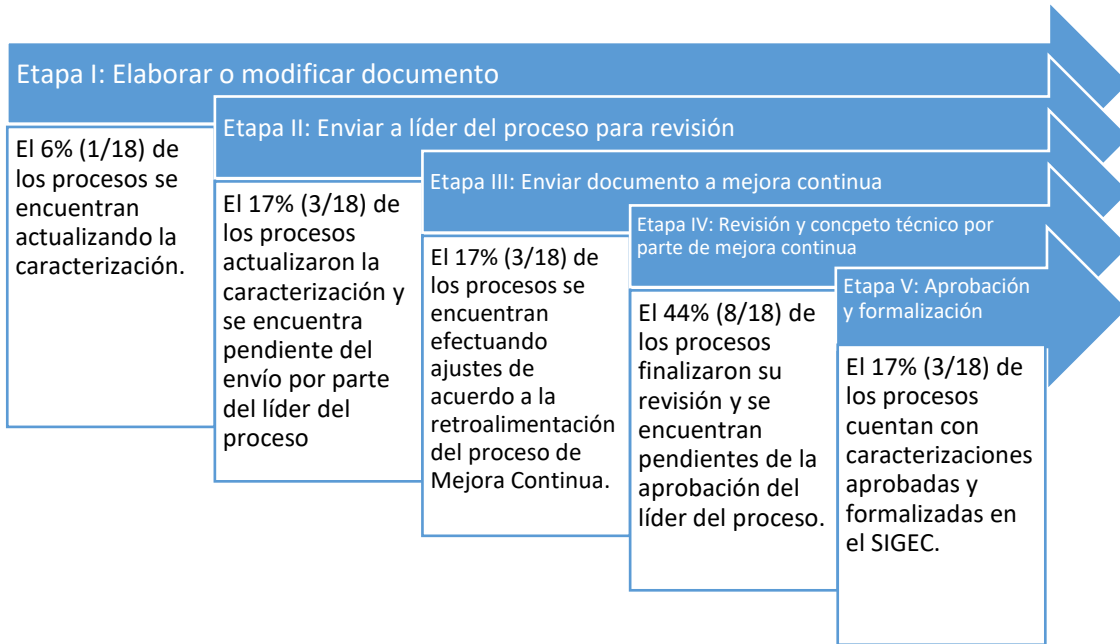 Etapa I: Elaborar o modificar documento
El 6% (1/18) de
los procesos se
encuentran
actualizando la
caracterización.
Etapa II: Enviar a líder del proceso para revisión
El 17% (3/18) de
los procesos
actualizaron la
caracterización y
se encuentra
pendiente del
envío por parte
del líder del
proceso
Etapa III: Enviar documento a mejora continua
El 17% (3/18) de
los procesos se
encuentran
efectuando
ajustes de
acuerdo a la
retroalimentación
del proceso de
Mejora Continua.
Etapa IV: Revisión y concpeto técnico por
parte de mejora continua
El 44% (8/18) de
los procesos
finalizaron su
revisión y se
encuentran
pendientes de la
aprobación del
líder del proceso.
Etapa V: Aprobación
y formalización
El 17% (3/18) de
los procesos
cuentan con
caracterizaciones
aprobadas y
formalizadas en
el SIGEC.